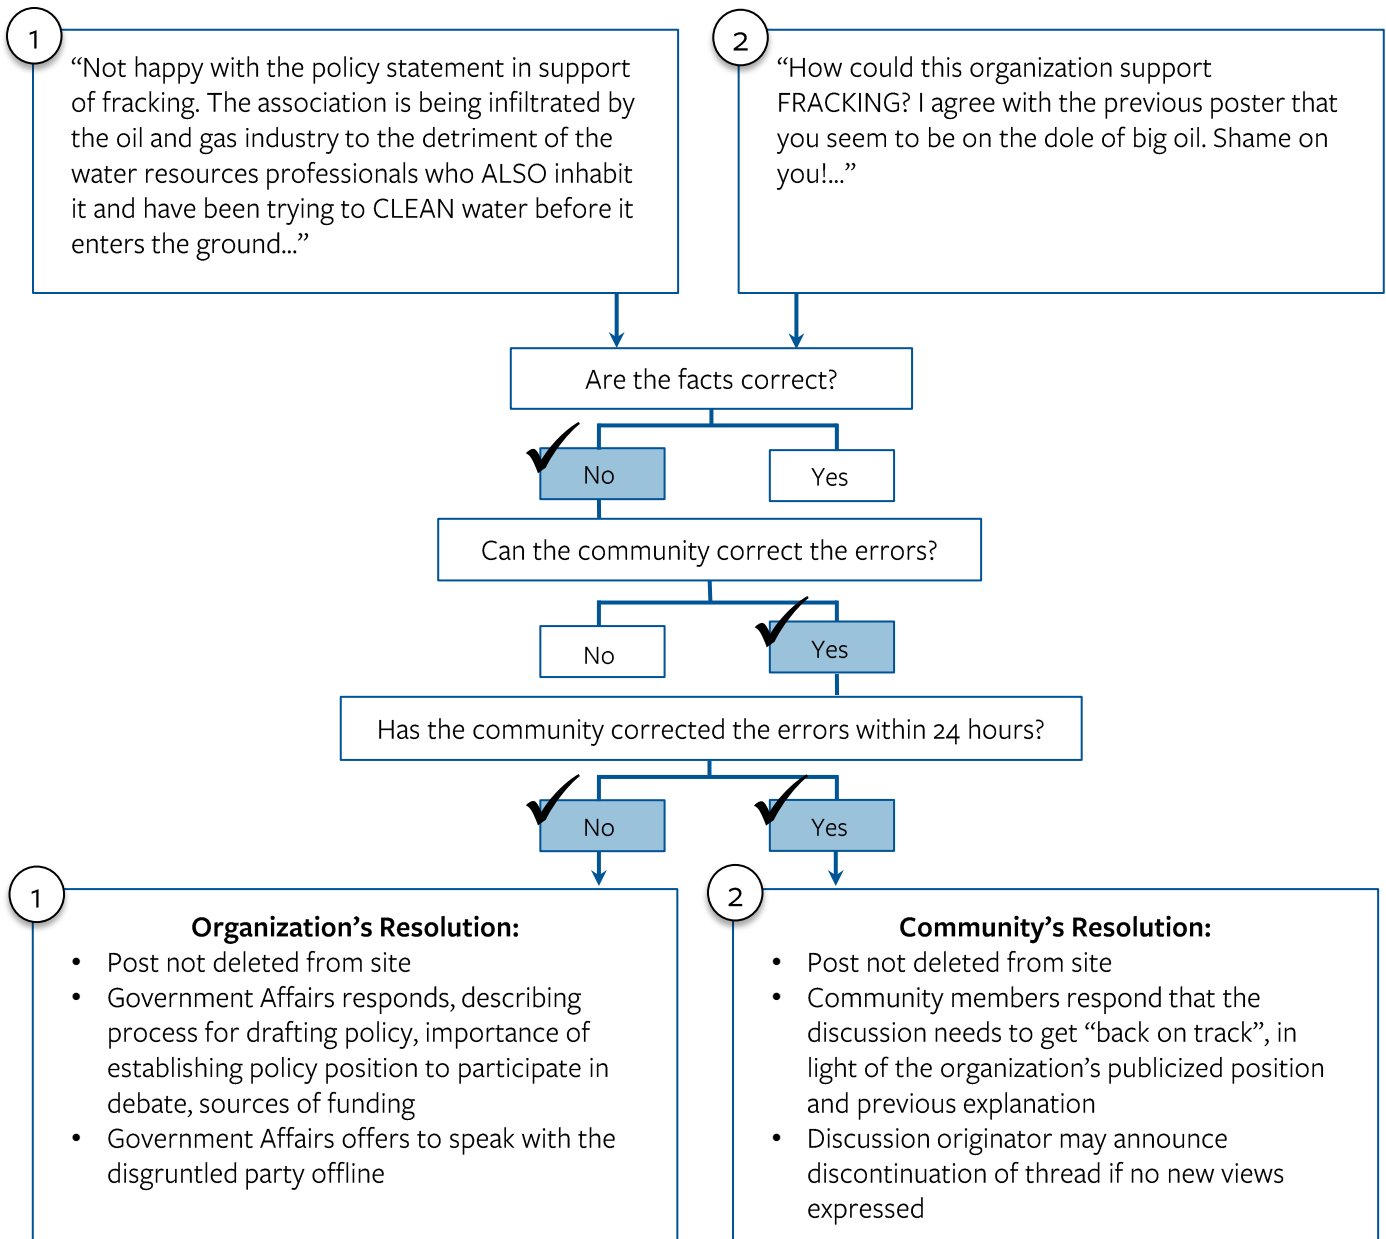 1
“Not happy with the policy statement in support
of fracking. The association is being infiltrated by
the oil and gas industry to the detriment of the
water resources professionals who ALSO inhabit
it and have been trying to CLEAN water before it
enters the ground…”
2
“How could this organization support
FRACKING? I agree with the previous poster that
you seem to be on the dole of big oil. Shame on
you!…”
Are the facts correct?
No
Yes
Can the community correct the errors?
No
Yes
Has the community corrected the errors within 24 hours?
No
Yes
1
Organization’s Resolution:
• Post not deleted from site
• Government Affairs responds, describing
process for drafting policy, importance of
establishing policy position to participate in
debate, sources of funding
• Government Affairs offers to speak with the
disgruntled party offline
2
Community’s Resolution:
• Post not deleted from site
• Community members respond that the
discussion needs to get “back on track”, in
light of the organization’s publicized position
and previous explanation
• Discussion originator may announce
discontinuation of thread if no new views
expressed